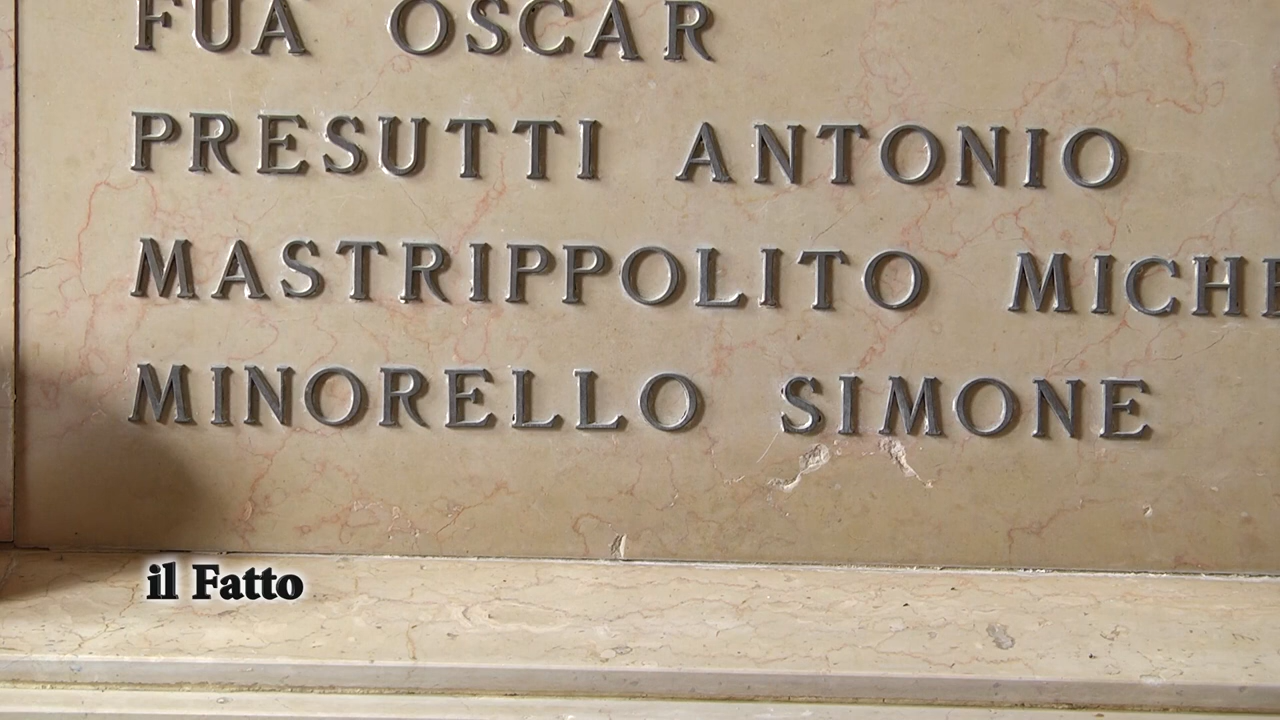 FUA OSCAR
PRESUTTI ANTONIO
MASTRIPPOLITO MICHE
MINORELLO SIMONE
il Fatto